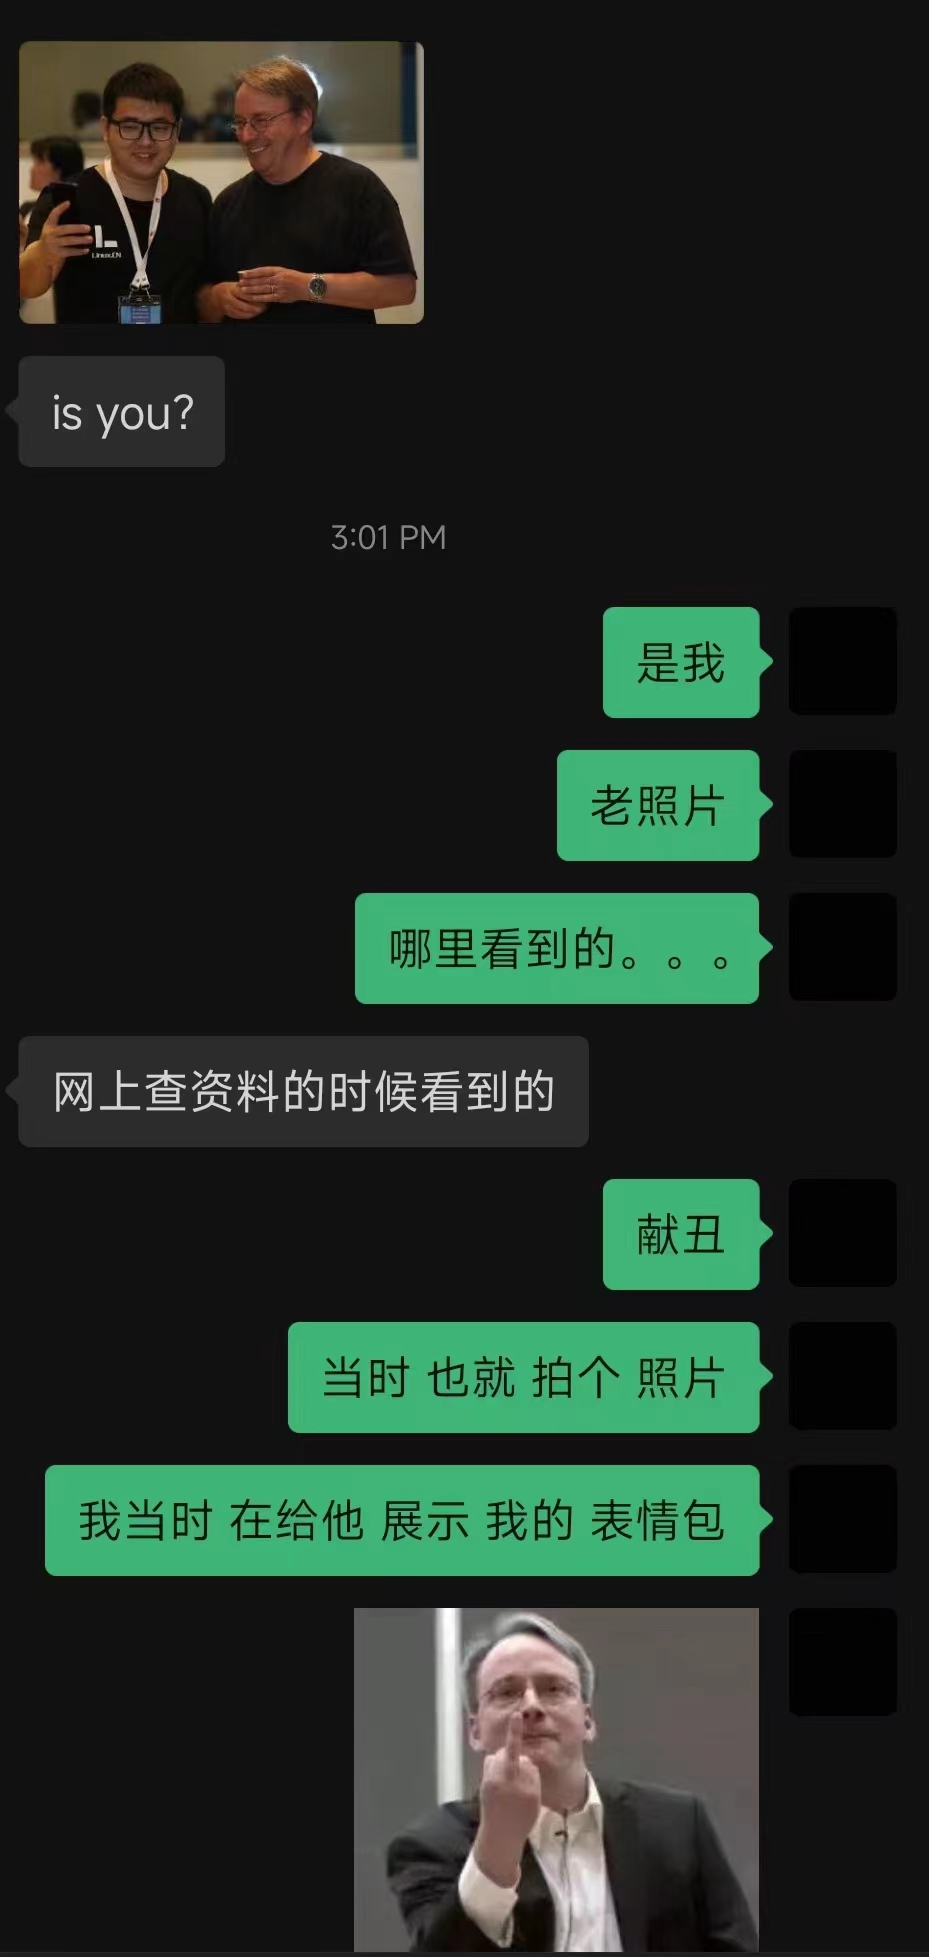 L
Linux.CN
is you?
3:01 PM
是我
老照片
哪里看到的。。。
网上查资料的时候看到的
献丑
当时 也就 拍个 照片
我当时 在给他 展示 我的 表情包